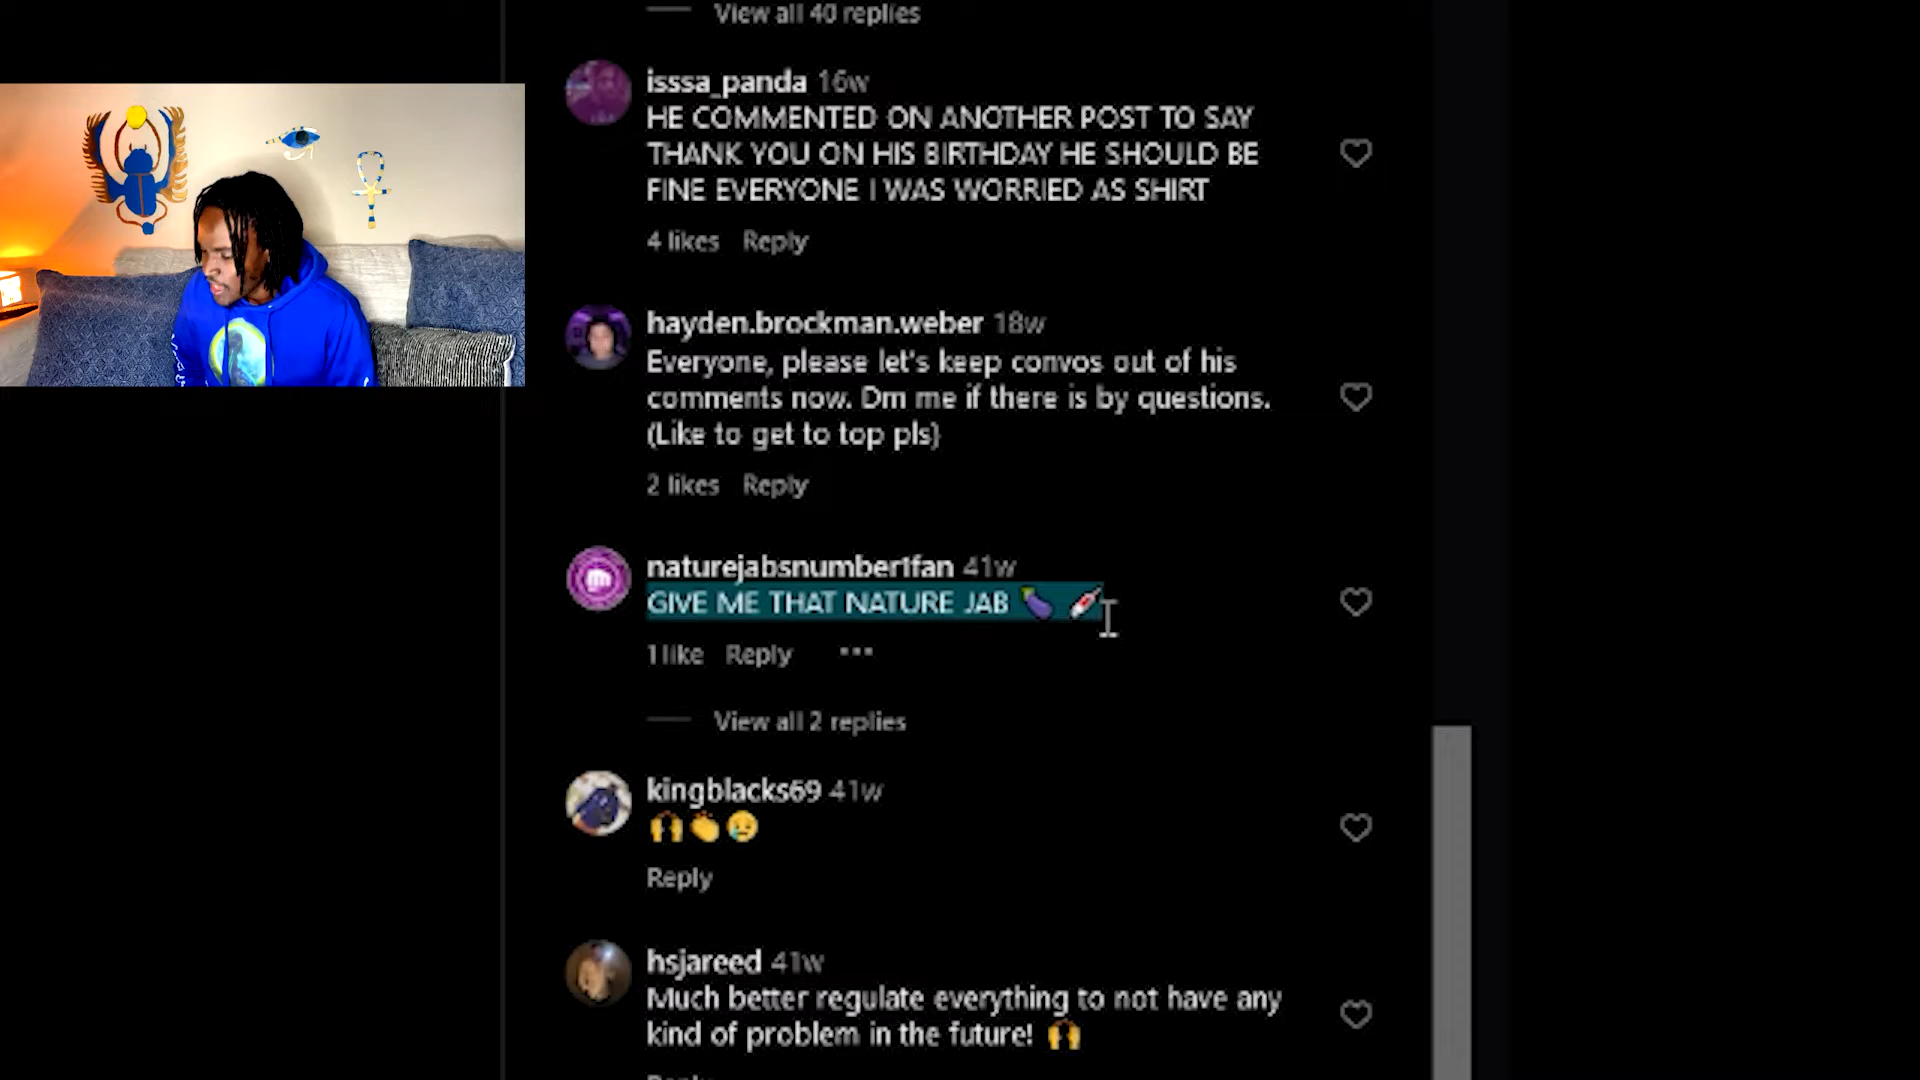 View all 40 replies
isssa_panda 16w
HE COMMENTED ON ANOTHER POST TO SAY
THANK YOU ON HIS BIRTHDAY HE SHOULD BE
FINE EVERYONE I WAS WORRIED AS SHIRT
4 likes Reply
hayden.brockman.weber 18w
Everyone, please let's keep convos out of his
comments now. Dm me if there is by questions.
(Like to get to top pls)
2 likes Reply
naturejabsnumber1fan 41w
GIVE ME THAT NATURE JAB 🍆 💉
1 like Reply •••
View all 2 replies
kingblacks69 41w
🙌👏😢
Reply
hsjareed 41w
Much better regulate everything to not have any
kind of problem in the future! 🙌
Reply